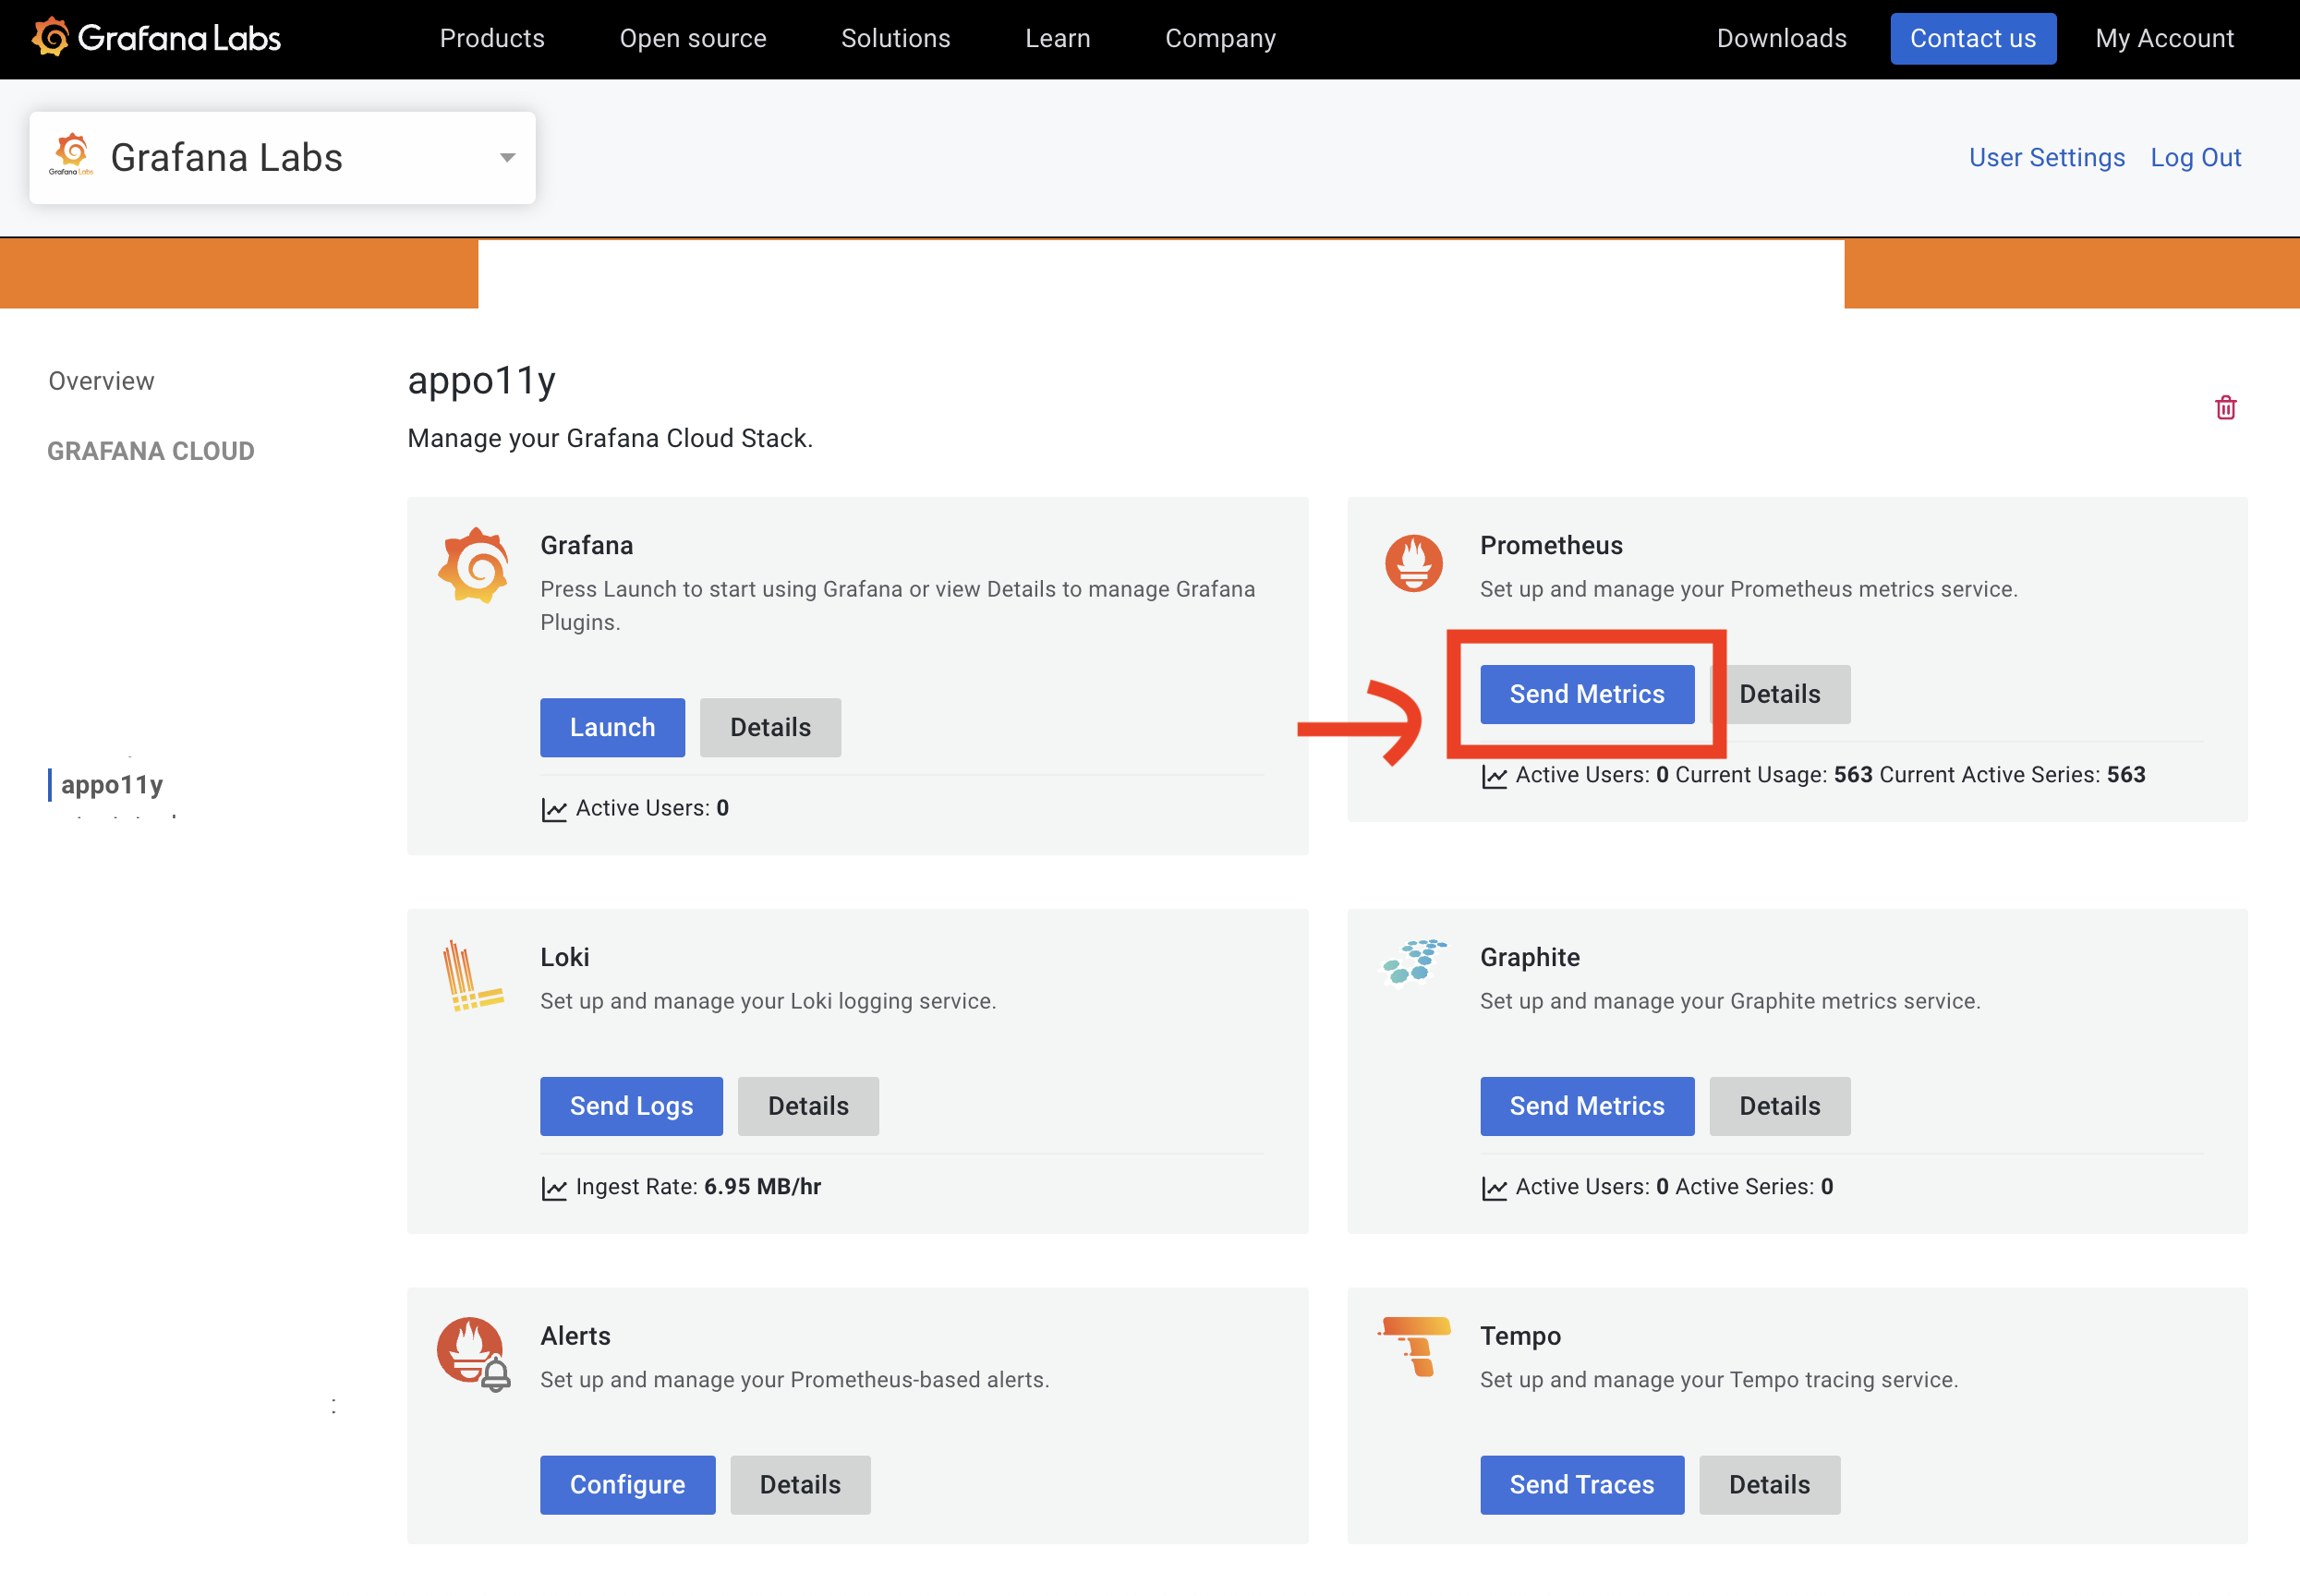 Grafana Labs
Products
Open source
Solutions
Learn
Company
Downloads
Contact us
My Account
Grafana Labs
Grafana Labs
User Settings
Log Out
Overview
GRAFANA CLOUD
appo11y
appo11y
Manage your Grafana Cloud Stack.
Grafana
Press Launch to start using Grafana or view Details to manage Grafana
Plugins.
Launch
Details
Active Users: 0
Prometheus
Set up and manage your Prometheus metrics service.
Send Metrics
Details
Active Users: 0 Current Usage: 563 Current Active Series: 563
Loki
Set up and manage your Loki logging service.
Send Logs
Details
Ingest Rate: 6.95 MB/hr
Graphite
Set up and manage your Graphite metrics service.
Send Metrics
Details
Active Users: 0 Active Series: 0
Alerts
Set up and manage your Prometheus-based alerts.
Configure
Details
Tempo
Set up and manage your Tempo tracing service.
Send Traces
Details